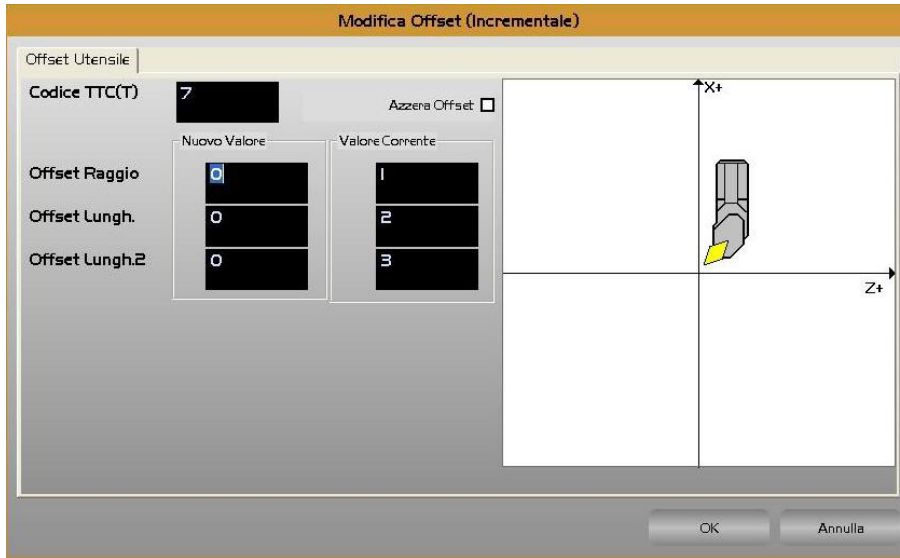 Modifica Offset (Incrementale)
Offset Utensile
Codice TTC(T) 7 Azzera Offset
Nuovo Valore Valore Corrente
Offset Raggio 0 1
Offset Lungh. 0 2
Offset Lungh.2 0 3
X+
Z+
OK Annulla